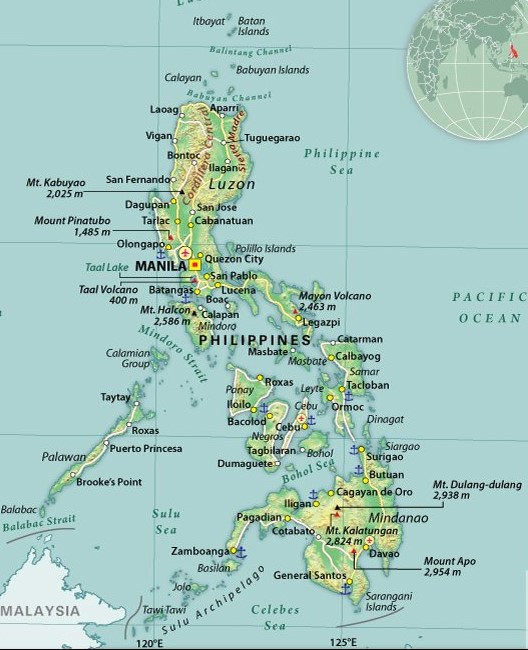 Itbayat
Batan
Islands
Balintang Channel
Babuyan Islands
Calayan
Babuyan Channel
Laoag
Aparri
Vigan
Tuguegarao
Cordillera Central
Sierra Madre
Bontoc
Ilagan
Philippine
Sea
San Fernando
Luzon
Mt. Kabuyao
2,025 m
Dagupan
San Jose
Mount Pinatubo
1,485 m
Tarlac
Cabanatuan
Olongapo
Polillo Islands
Quezon City
MANILA
Taal Lake
San Pablo
Taal Volcano
400 m
Batangas
Lucena
Mayon Volcano
2,463 m
PACIFIC
OCEAN
Boac
Mt. Halcon
2,586 m
Calapan
Mindoro
Legazpi
PHILIPPINES
Mindoro Strait
Catarman
Masbate
Masbate
Calbayog
Calamian
Group
Samar
Roxas
Tacloban
Panay
Leyte
Taytay
Iloilo
Cebu
Ormoc
Bacolod
Cebu
Dinagat
Roxas
Negros
Siargao
Puerto Princesa
Tagbilaran
Bohol
Surigao
Palawan
Dumaguete
Bohol Sea
Butuan
Brooke's Point
Cagayan de Oro
Mt. Dulang-dulang
2,938 m
Iligan
Balabac
Balabac Strait
Sulu
Sea
Pagadian
Mindanao
Cotabato
Mt. Kalatungan
2,824 m
Zamboanga
Davao
Basilan
Mount Apo
2,954 m
General Santos
Jolo
Sarangani
Islands
MALAYSIA
Tawi Tawi
Sulu Archipelago
Celebes
Sea
120°E
125°E